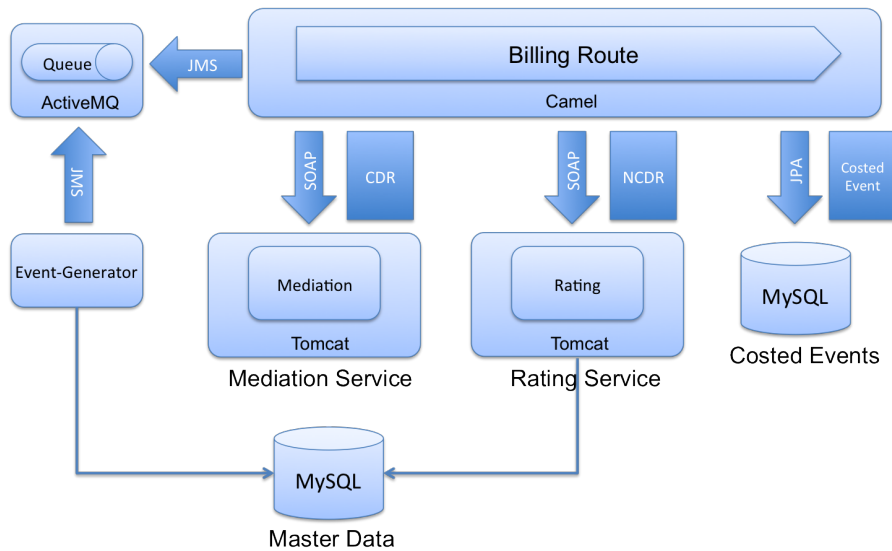 Billing Route
Camel
Queue
ActiveMQ
JMS
JMS
SOAP
CDR
SOAP
NCDR
JPA
Costed
Event
Event-Generator
Mediation
Tomcat
Mediation Service
Rating
Tomcat
Rating Service
MySQL
Costed Events
MySQL
Master Data